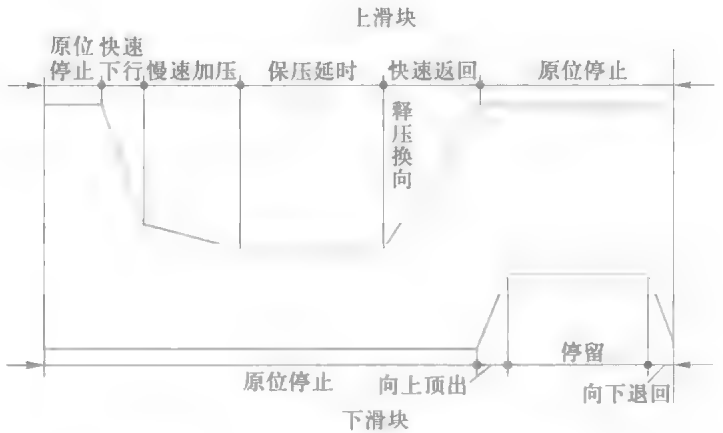 上滑块
原位 快速
停止 下行 慢速加压 保压延时 快速返回 原位停止
释压换向
停留
原位停止 向上顶出 向下退回
下滑块